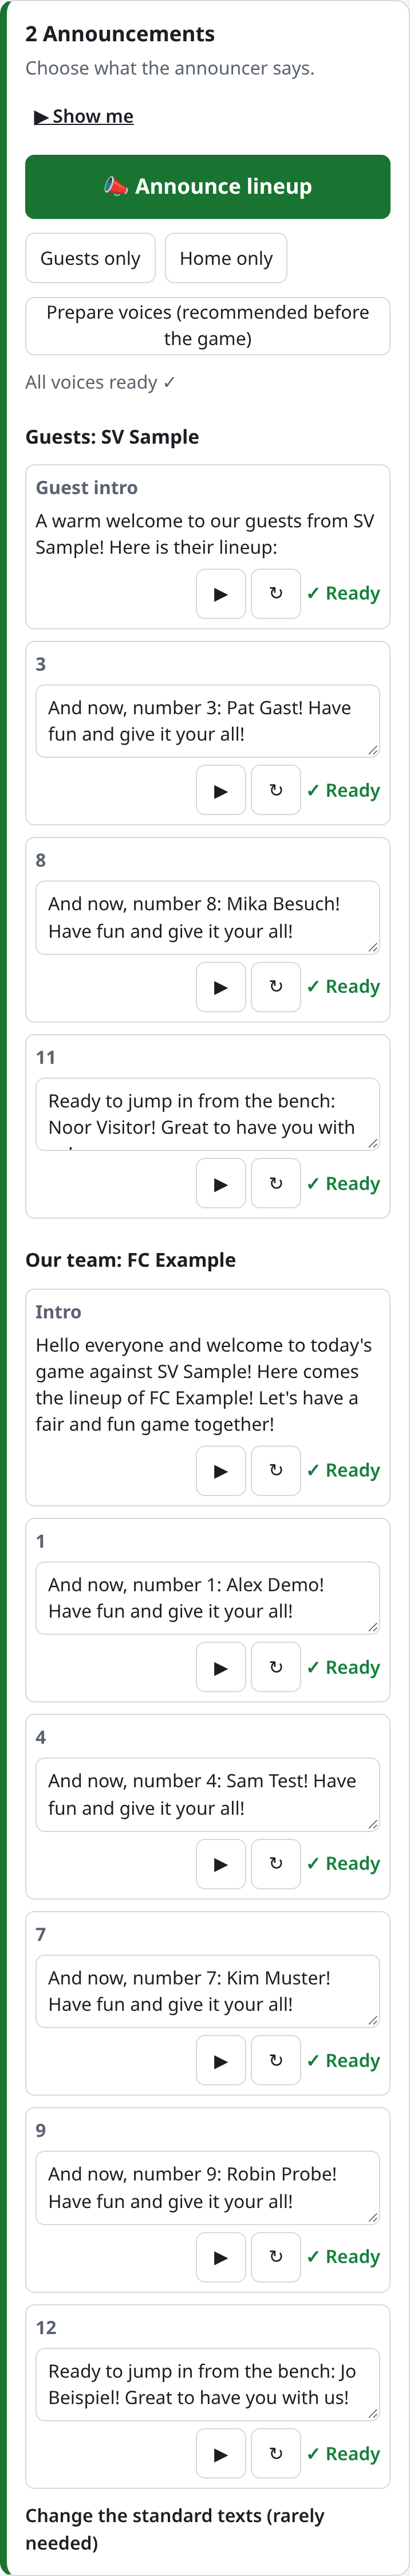 2 Announcements
Choose what the announcer says.
▶ Show me
📣 Announce lineup
Guests only
Home only
Prepare voices (recommended before
the game)
All voices ready ✓
Guests: SV Sample
Guest intro
A warm welcome to our guests from SV
Sample! Here is their lineup:
▶ ↻ ✓ Ready
3
And now, number 3: Pat Gast! Have
fun and give it your all!
▶ ↻ ✓ Ready
8
And now, number 8: Mika Besuch!
Have fun and give it your all!
▶ ↻ ✓ Ready
11
Ready to jump in from the bench:
Noor Visitor! Great to have you with
▶ ↻ ✓ Ready
Our team: FC Example
Intro
Hello everyone and welcome to today's
game against SV Sample! Here comes
the lineup of FC Example! Let's have a
fair and fun game together!
▶ ↻ ✓ Ready
1
And now, number 1: Alex Demo!
Have fun and give it your all!
▶ ↻ ✓ Ready
4
And now, number 4: Sam Test! Have
fun and give it your all!
▶ ↻ ✓ Ready
7
And now, number 7: Kim Muster!
Have fun and give it your all!
▶ ↻ ✓ Ready
9
And now, number 9: Robin Probe!
Have fun and give it your all!
▶ ↻ ✓ Ready
12
Ready to jump in from the bench: Jo
Beispiel! Great to have you with us!
▶ ↻ ✓ Ready
Change the standard texts (rarely
needed)